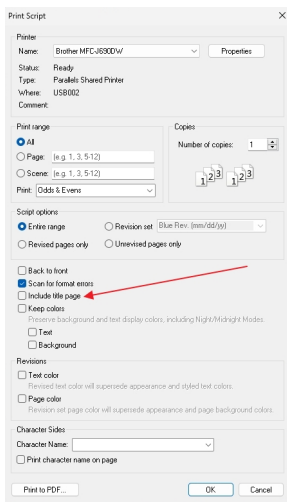 Print Script
Printer
Name: Brother MFC-J690DW Properties
Status: Ready
Type: Parallels Shared Printer
Where: USB002
Comment:
Print range
All
Page: (e.g. 1, 3, 5-12)
Scene: (e.g. 1, 3, 5-12)
Print: Odds & Evens
Copies
Number of copies: 1
1 2 3 1 2 3
Script options
Entire range Revision set Blue Rev. (mm/dd/yy)
Revised pages only Unrevised pages only
Back to front
Scan for format errors
Include title page
Keep colors
Preserve background and text display colors, including Night/Midnight Modes.
Text
Background
Revisions
Text color
Revised text color will supersede appearance and styled text colors.
Page color
Revision set page color will supersede appearance and page background colors.
Character Sides
Character Name:
Print character name on page
Print to PDF... OK Cancel